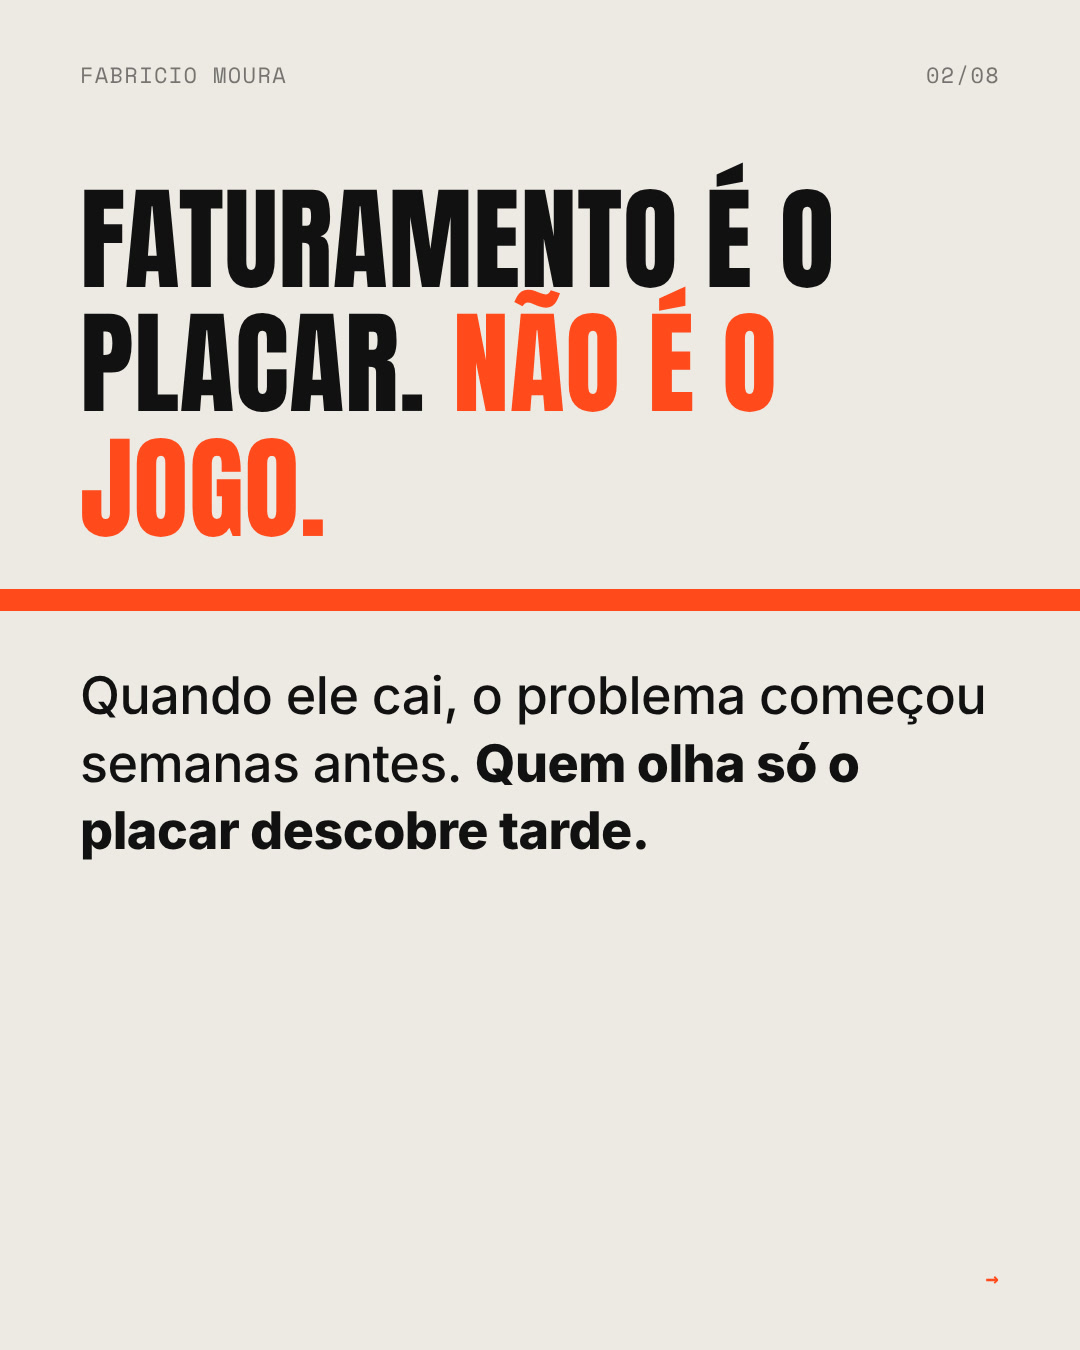 FABRICIO MOURA
02/08
FATURAMENTO É O
PLACAR. NÃO É O
JOGO.
Quando ele cai, o problema começou
semanas antes. Quem olha só o
placar descobre tarde.
→